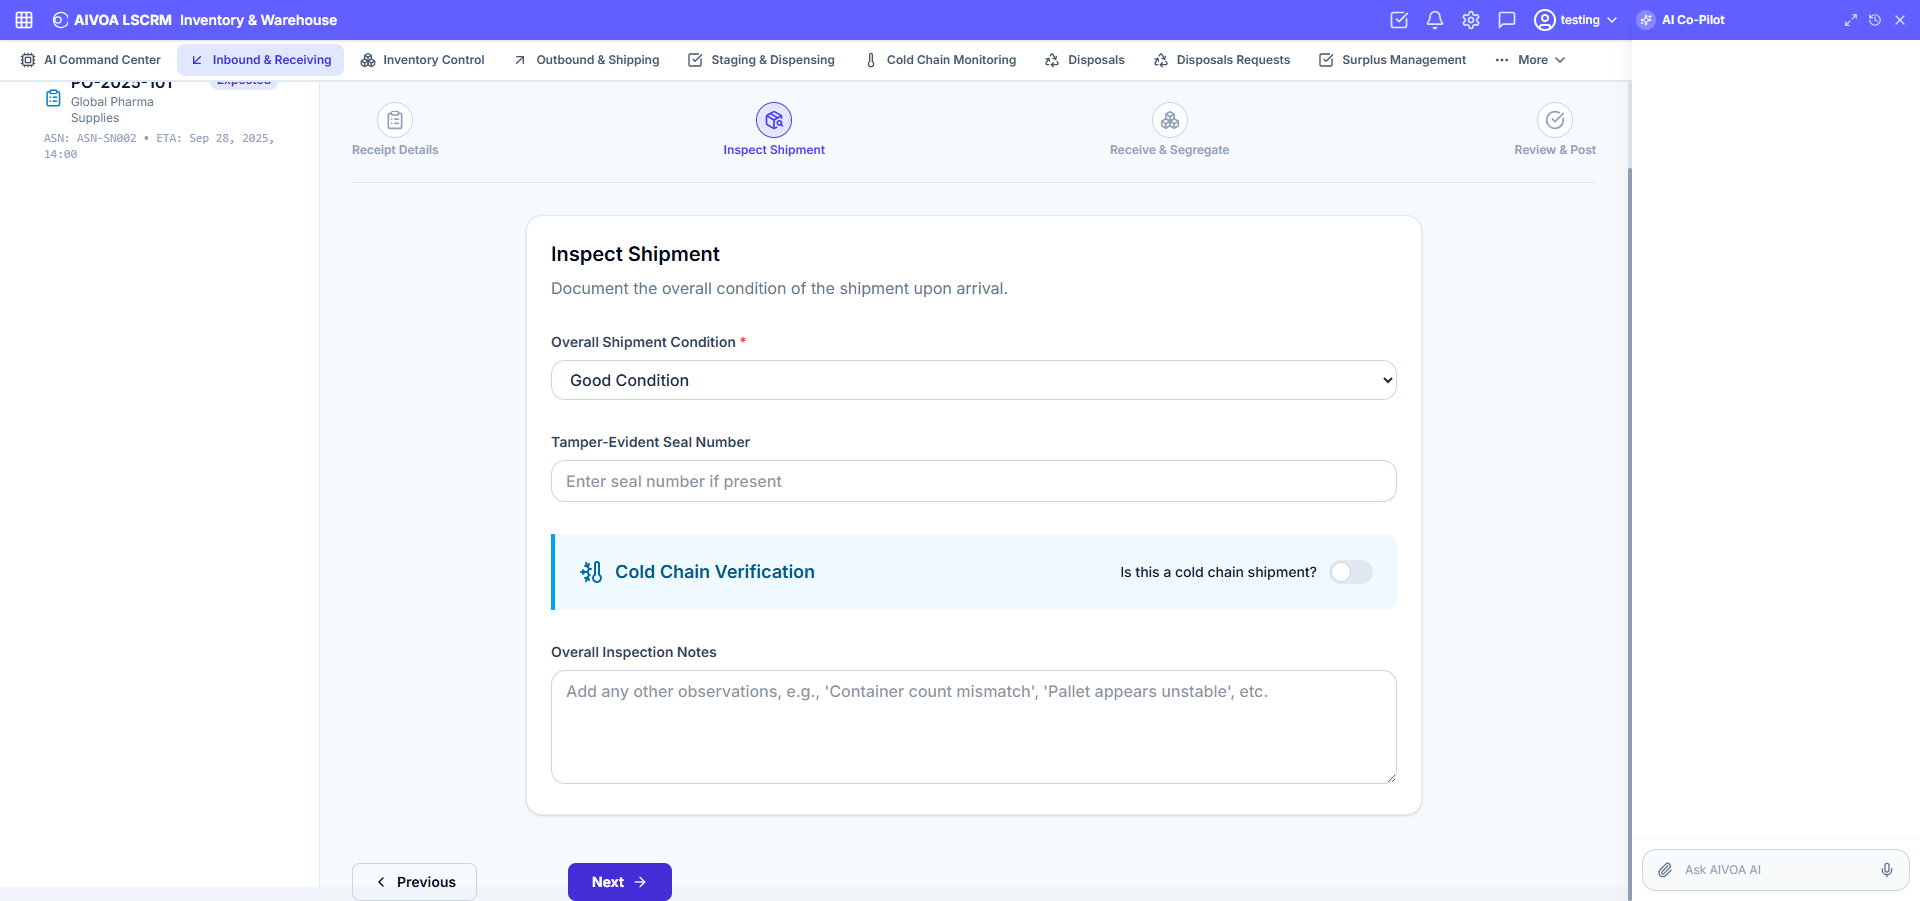 AIVOA LSCRM Inventory & Warehouse
testing
AI Co-Pilot
AI Command Center
Inbound & Receiving
Inventory Control
Outbound & Shipping
Staging & Dispensing
Cold Chain Monitoring
Disposals
Disposals Requests
Surplus Management
More
PO-2025-101
Expected
Global Pharma
Supplies
ASN: ASN-SN002 • ETA: Sep 28, 2025,
14:00
Receipt Details
Inspect Shipment
Receive & Segregate
Review & Post
Inspect Shipment
Document the overall condition of the shipment upon arrival.
Overall Shipment Condition *
Good Condition
Tamper-Evident Seal Number
Enter seal number if present
Cold Chain Verification
Is this a cold chain shipment?
Overall Inspection Notes
Add any other observations, e.g., 'Container count mismatch', 'Pallet appears unstable', etc.
Previous
Next
Ask AIVOA AI